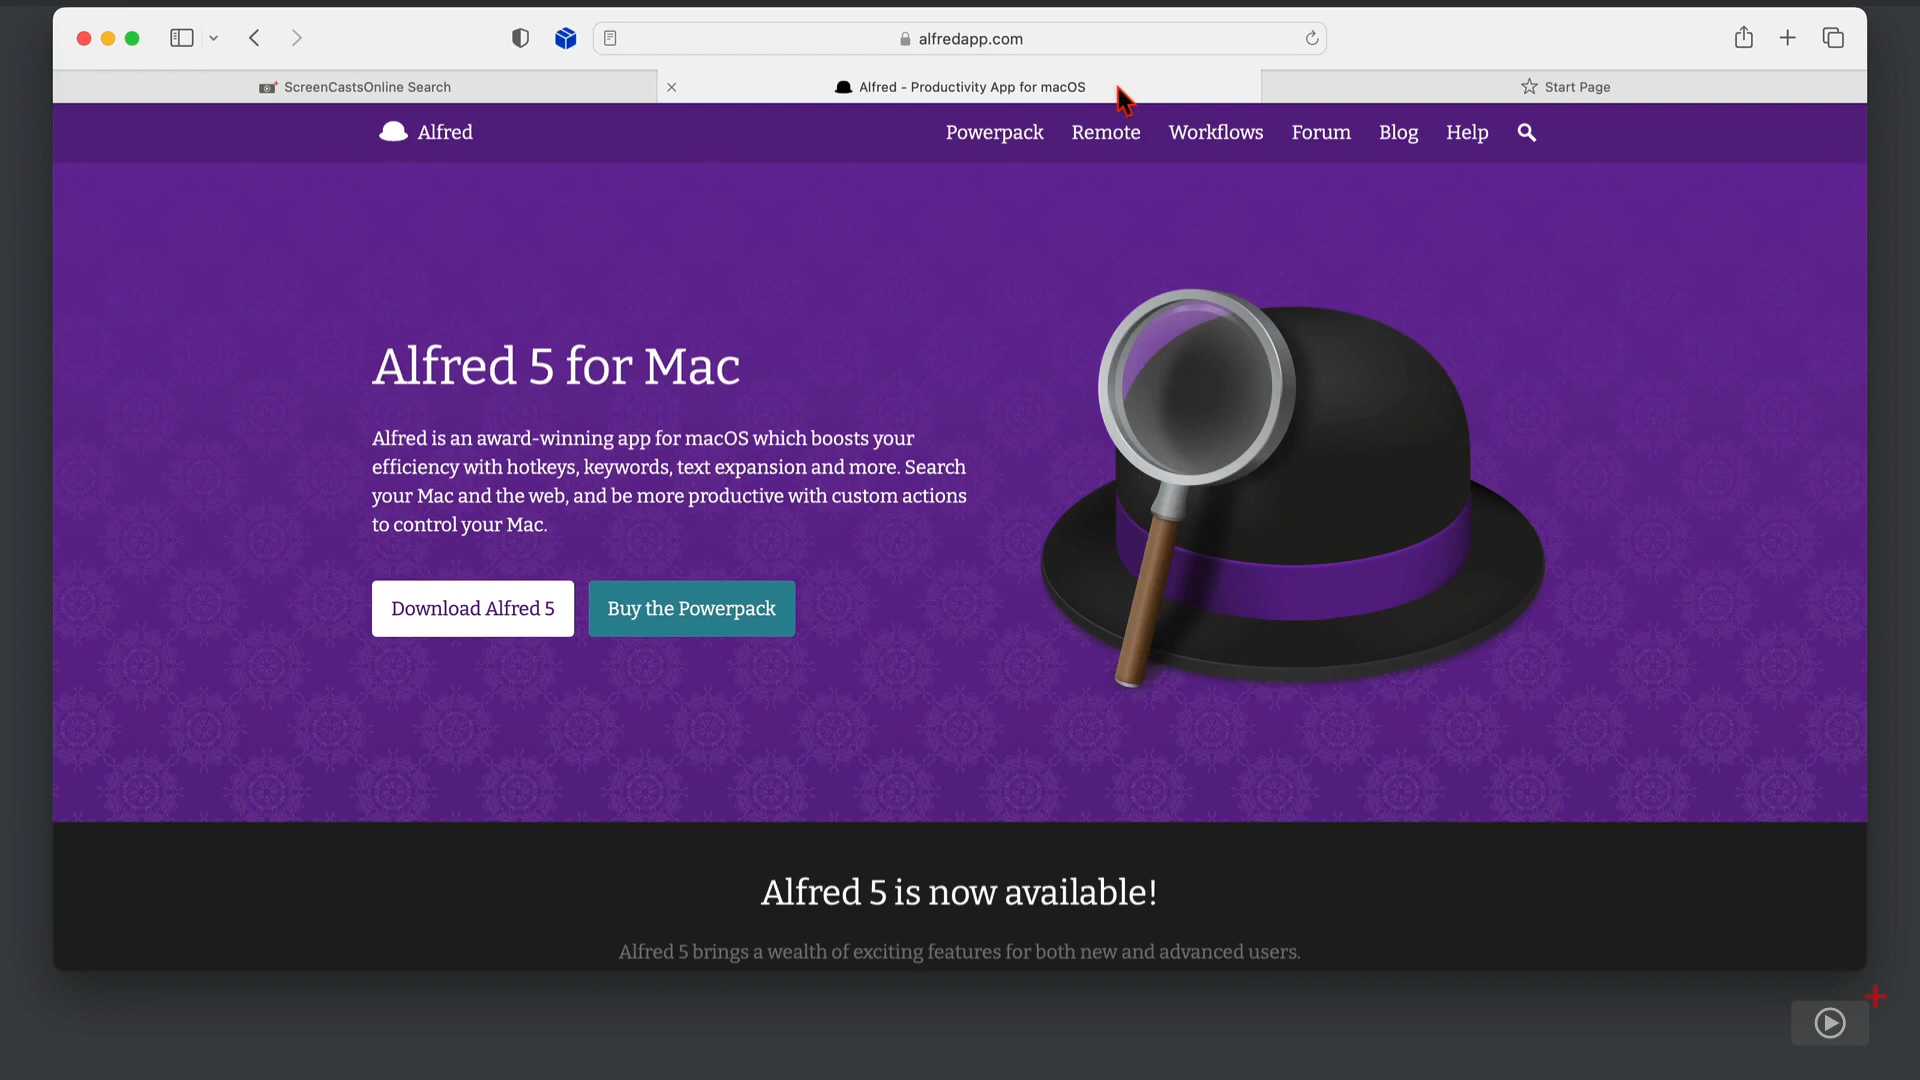 alfredapp.com
ScreenCastsOnline Search
Alfred - Productivity App for macOS
Start Page
Alfred
Powerpack
Remote
Workflows
Forum
Blog
Help
Alfred 5 for Mac
Alfred is an award-winning app for macOS which boosts your
efficiency with hotkeys, keywords, text expansion and more. Search
your Mac and the web, and be more productive with custom actions
to control your Mac.
Download Alfred 5
Buy the Powerpack
Alfred 5 is now available!
Alfred 5 brings a wealth of exciting features for both new and advanced users.